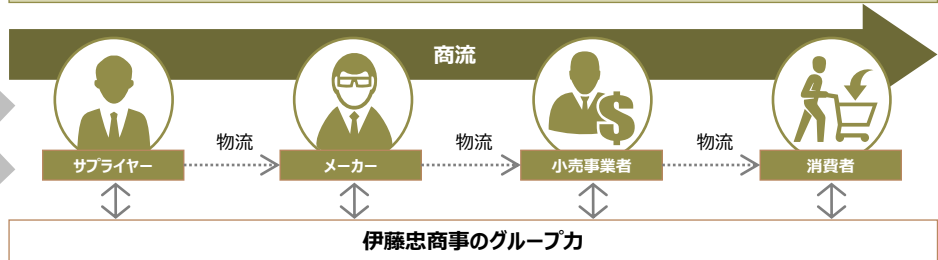 商流
物流
物流
物流
サプライヤー
メーカー
小売事業者
消費者
伊藤忠商事のグループ力